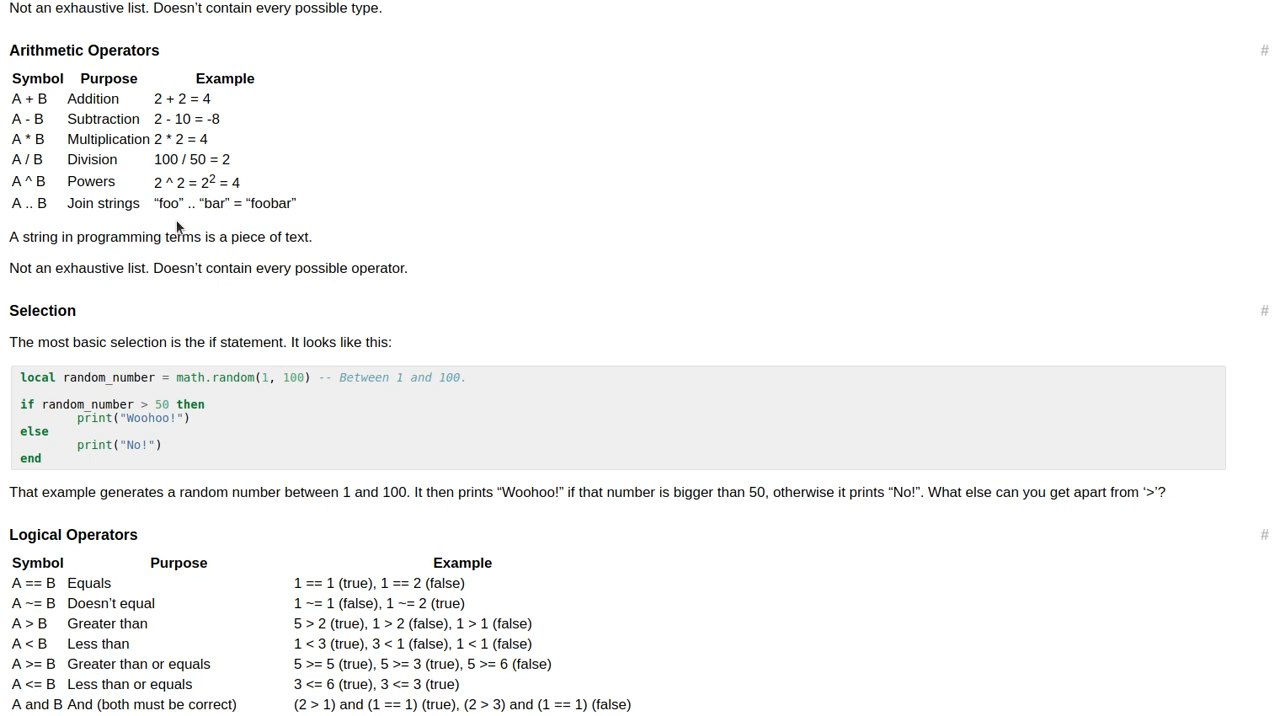 Not an exhaustive list. Doesn’t contain every possible type.
Arithmetic Operators #
Symbol Purpose Example
A + B Addition 2 + 2 = 4
A - B Subtraction 2 - 10 = -8
A * B Multiplication 2 * 2 = 4
A / B Division 100 / 50 = 2
A ^ B Powers 2 ^ 2 = 2² = 4
A .. B Join strings “foo” .. “bar” = “foobar”
A string in programming terms is a piece of text.
Not an exhaustive list. Doesn’t contain every possible operator.
Selection #
The most basic selection is the if statement. It looks like this:
local random_number = math.random(1, 100) -- Between 1 and 100.
if random_number > 50 then
print("Woohoo!")
else
print("No!")
end
That example generates a random number between 1 and 100. It then prints “Woohoo!” if that number is bigger than 50, otherwise it prints “No!”. What else can you get apart from ‘>’?
Logical Operators #
Symbol Purpose Example
A == B Equals 1 == 1 (true), 1 == 2 (false)
A ~= B Doesn’t equal 1 ~= 1 (false), 1 ~= 2 (true)
A > B Greater than 5 > 2 (true), 1 > 2 (false), 1 > 1 (false)
A < B Less than 1 < 3 (true), 3 < 1 (false), 1 < 1 (false)
A >= B Greater than or equals 5 >= 5 (true), 5 >= 3 (true), 5 >= 6 (false)
A <= B Less than or equals 3 <= 6 (true), 3 <= 3 (true)
A and B And (both must be correct) (2 > 1) and (1 == 1) (true), (2 > 3) and (1 == 1) (false)